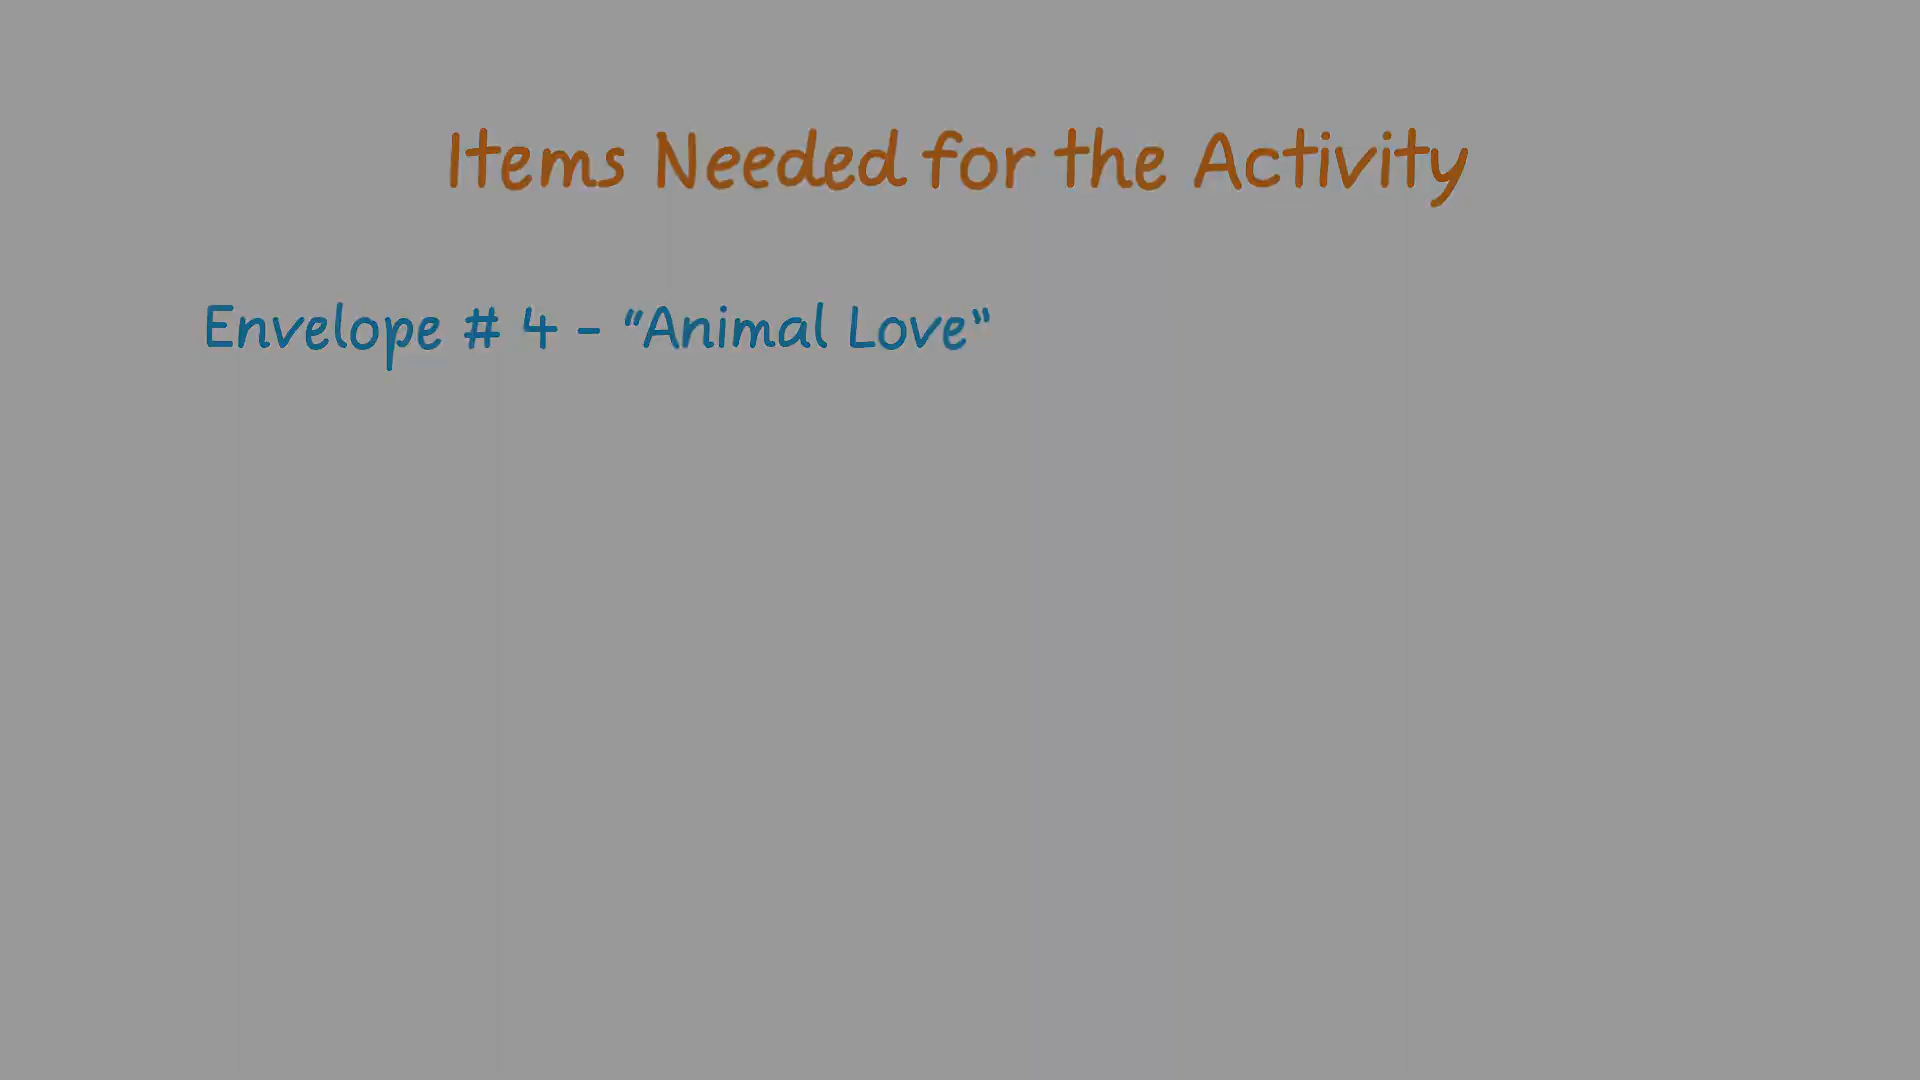 Items Needed for the Activity
Envelope # 4 - “Animal Love”